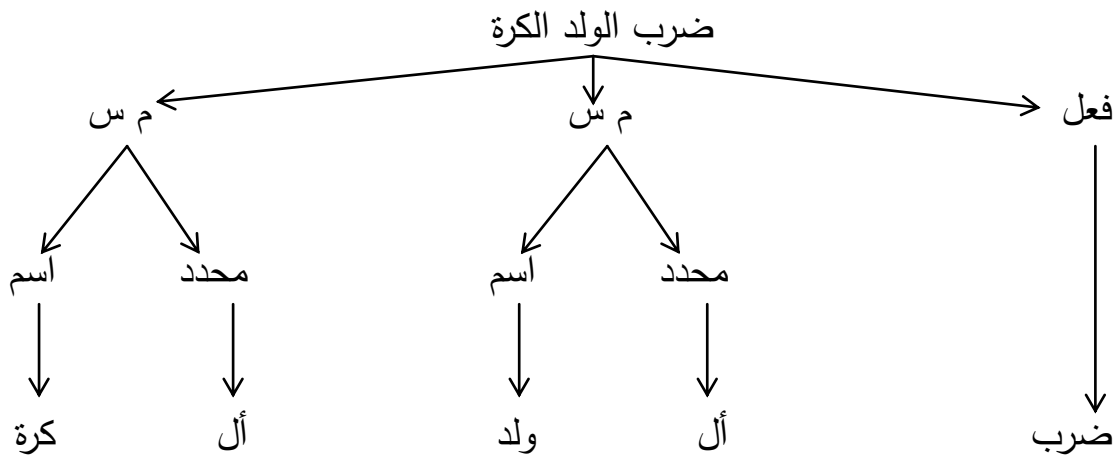 ضرب الولد الكرة
فعل م س م س
محدد اسم محدد اسم
ضرب أل ولد أل كرة